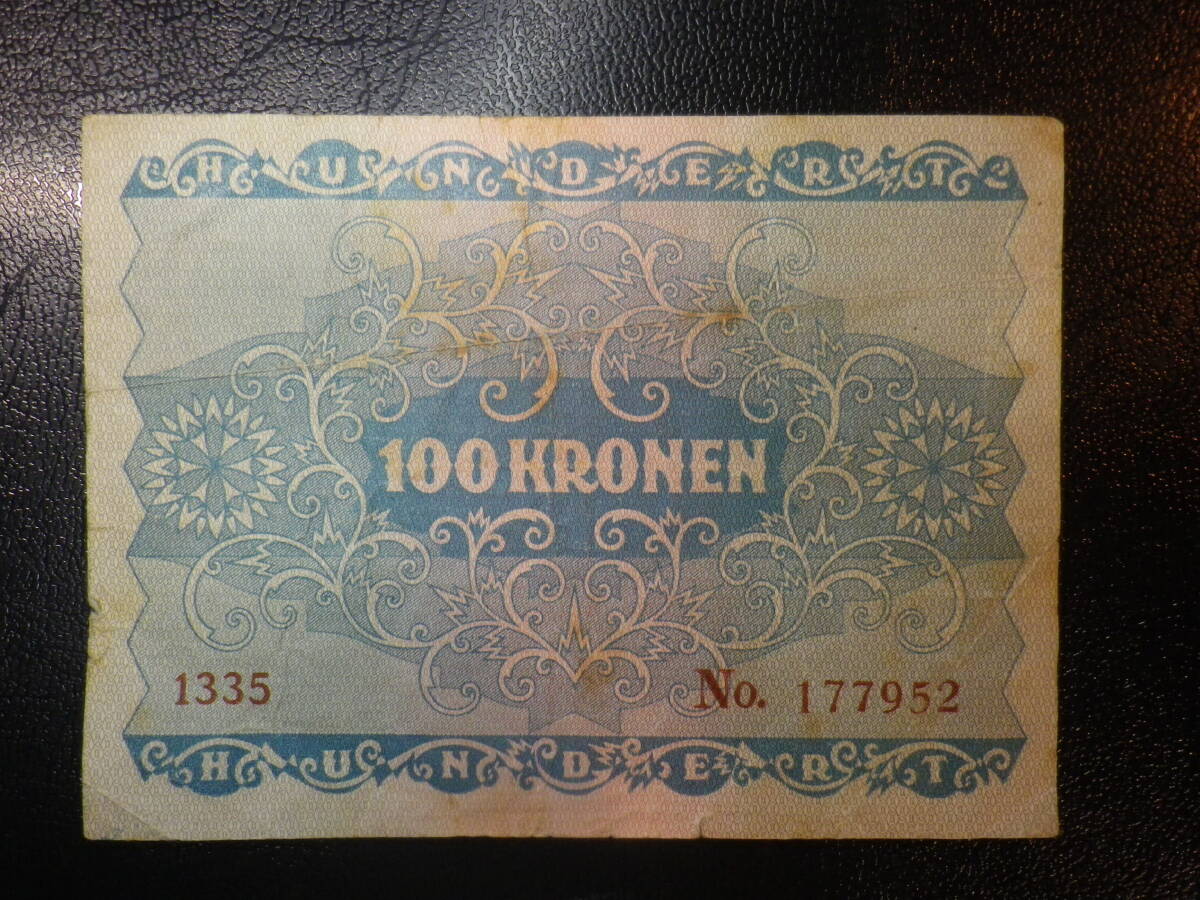 HUNDERT
100 KRONEN
1335 No. 177952
HUNDERT